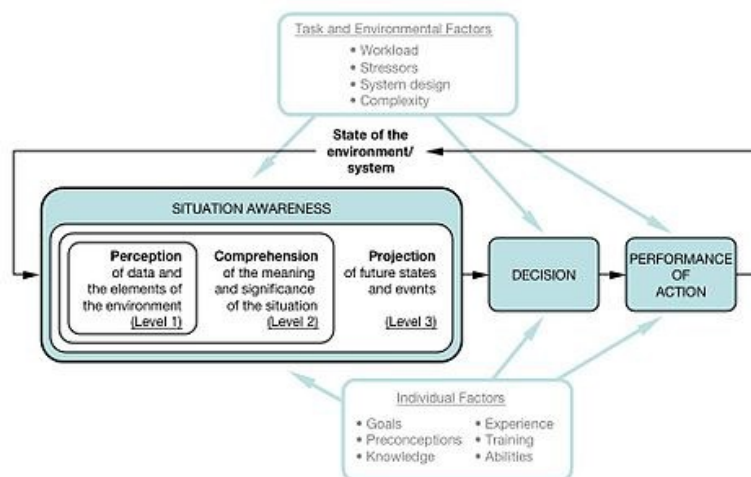 Task and Environmental Factors
• Workload
• Stressors
• System design
• Complexity
State of the
environment/
system
SITUATION AWARENESS
Perception
of data and
the elements of
the environment
(Level 1)
Comprehension
of the meaning
and significance
of the situation
(Level 2)
Projection
of future states
and events
(Level 3)
DECISION
PERFORMANCE
OF
ACTION
Individual Factors
• Goals
• Preconceptions
• Knowledge
• Experience
• Training
• Abilities